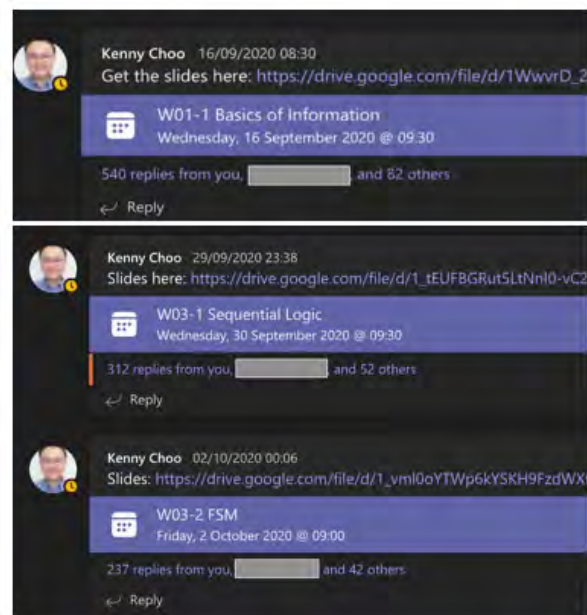 Kenny Choo 16/09/2020 08:30
Get the slides here: https://drive.google.com/file/d/1WwvrD_2
W01-1 Basics of Information
Wednesday, 16 September 2020 @ 09:30
540 replies from you, and 82 others
Reply
Kenny Choo 29/09/2020 23:38
Slides here: https://drive.google.com/file/d/1_tEUFBGRut5LtNnl0-vC2
W03-1 Sequential Logic
Wednesday, 30 September 2020 @ 09:30
312 replies from you, and 52 others
Reply
Kenny Choo 02/10/2020 00:06
Slides: https://drive.google.com/file/d/1_vml0oYTWp6kYSKH9FzdWX
W03-2 FSM
Friday, 2 October 2020 @ 09:00
237 replies from you, and 42 others
Reply